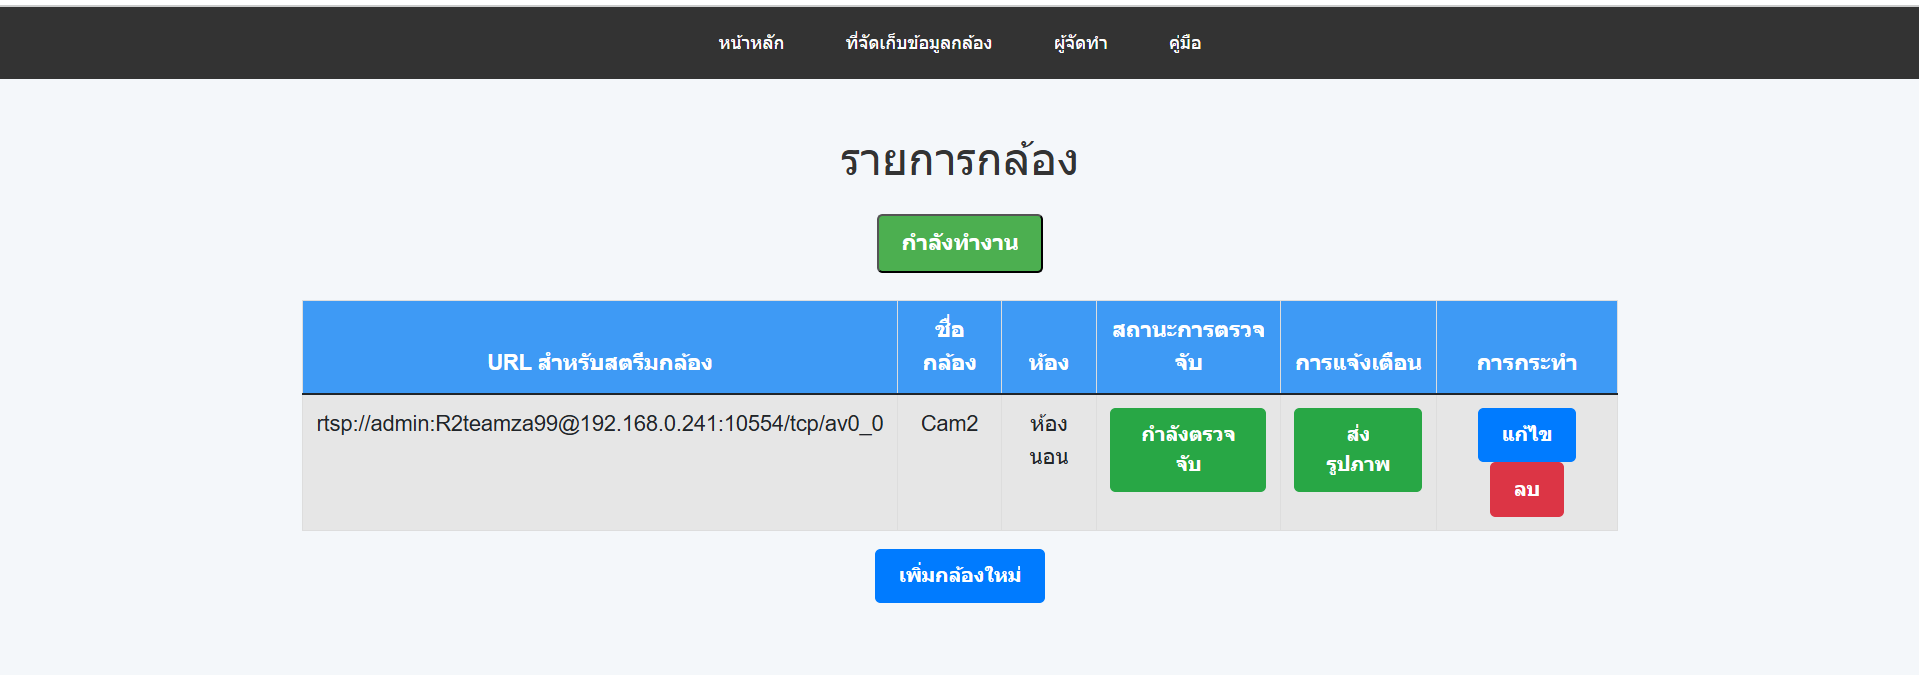 หน้าหลัก ที่จัดเก็บข้อมูลกล้อง ผู้จัดทำ คู่มือ
รายการกล้อง
กำลังทำงาน
URL สำหรับสตรีมกล้อง
ชื่อ
กล้อง
ห้อง
สถานะการตรวจ
จับ
การแจ้งเตือน
การกระทำ
rtsp://admin:R2teamza99@192.168.0.241:10554/tcp/av0_0
Cam2
ห้อง
นอน
กำลังตรวจ
จับ
ส่ง
รูปภาพ
แก้ไข
ลบ
เพิ่มกล้องใหม่